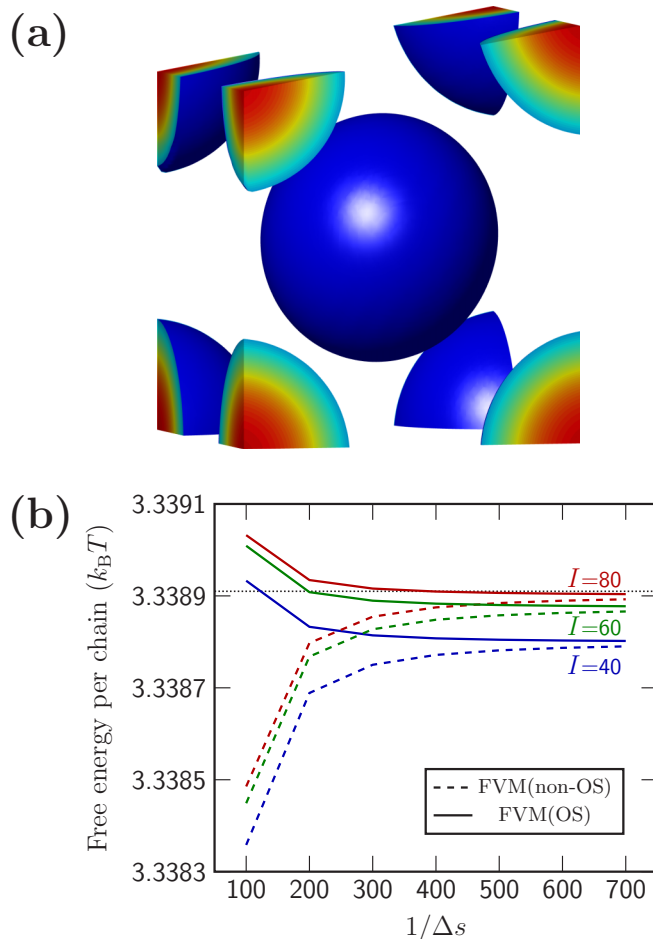 (a)
(b)
Free energy per chain (k_BT)
3.3391
3.3389
3.3387
3.3385
3.3383
I=80
I=60
I=40
FVM(non-OS)
FVM(OS)
100 200 300 400 500 600 700
1/Δs